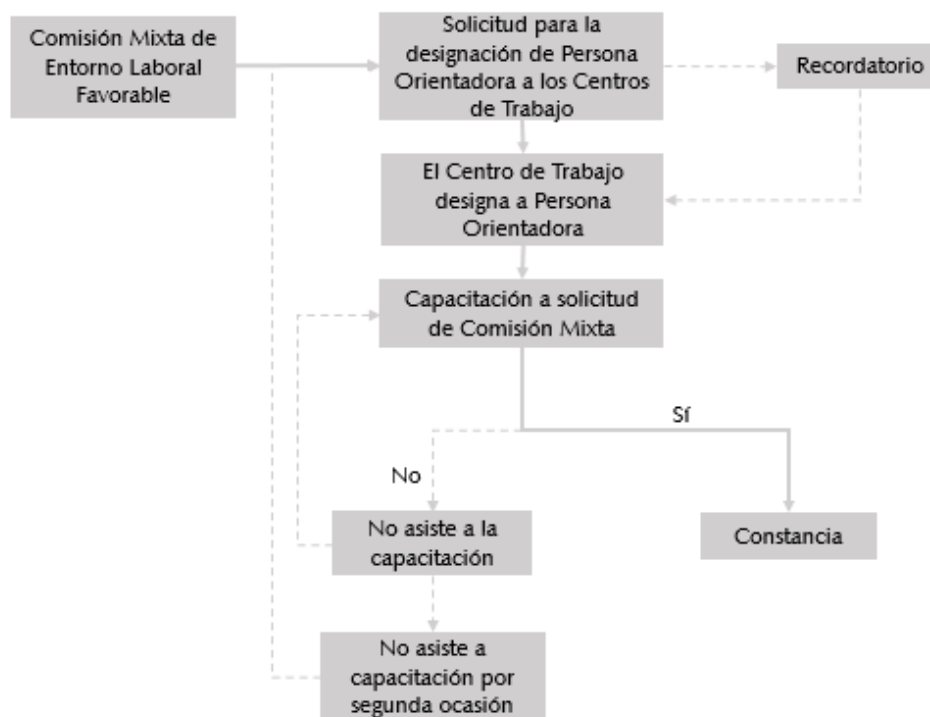 Comisión Mixta de
Entorno Laboral
Favorable
Solicitud para la
designación de Persona
Orientadora a los Centros
de Trabajo
Recordatorio
El Centro de Trabajo
designa a Persona
Orientadora
Capacitación a solicitud
de Comisión Mixta
Sí
No
No asiste a la
capacitación
Constancia
No asiste a
capacitación por
segunda ocasión